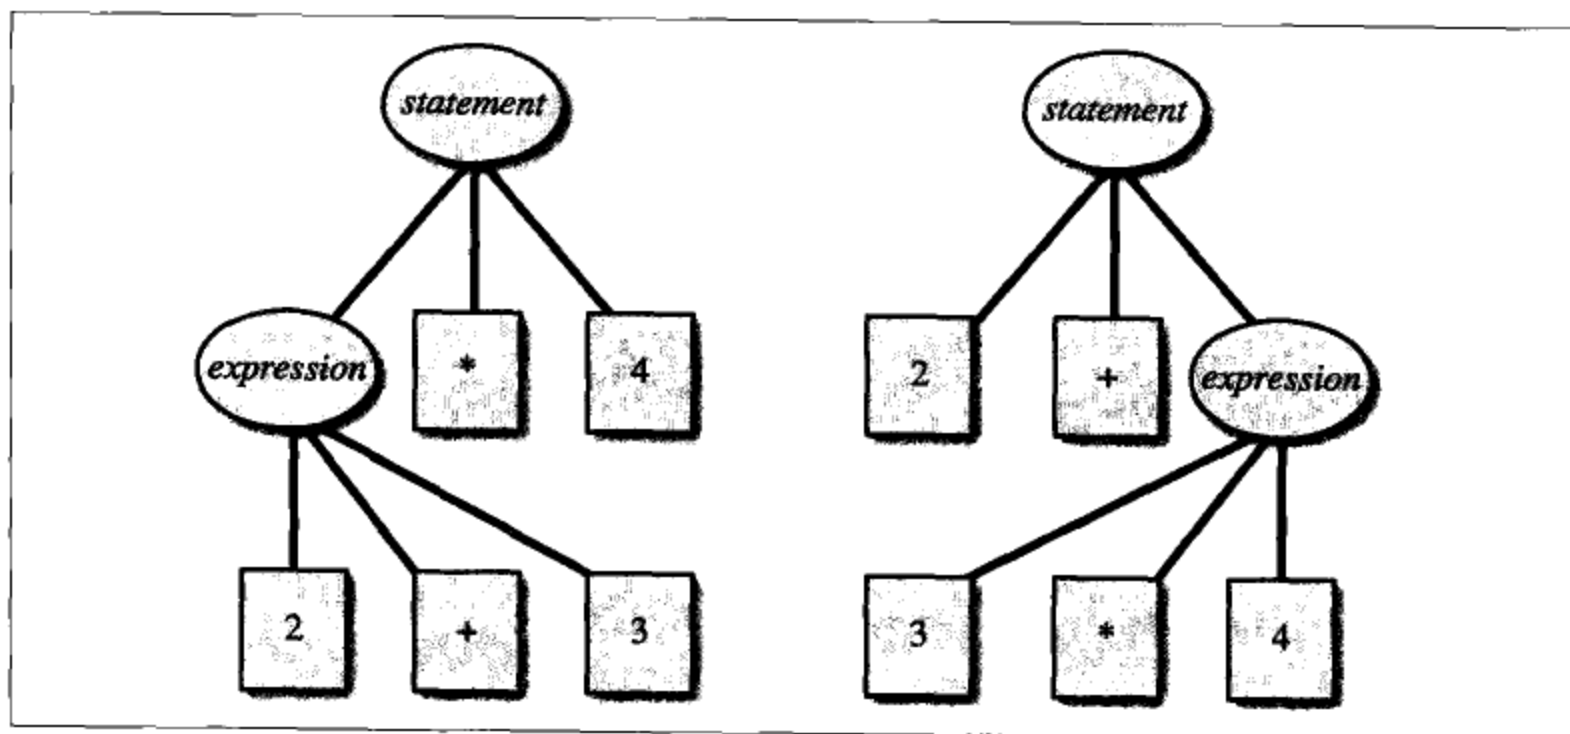 statement statement
expression * 4 2 + expression
2 + 3 3 * 4